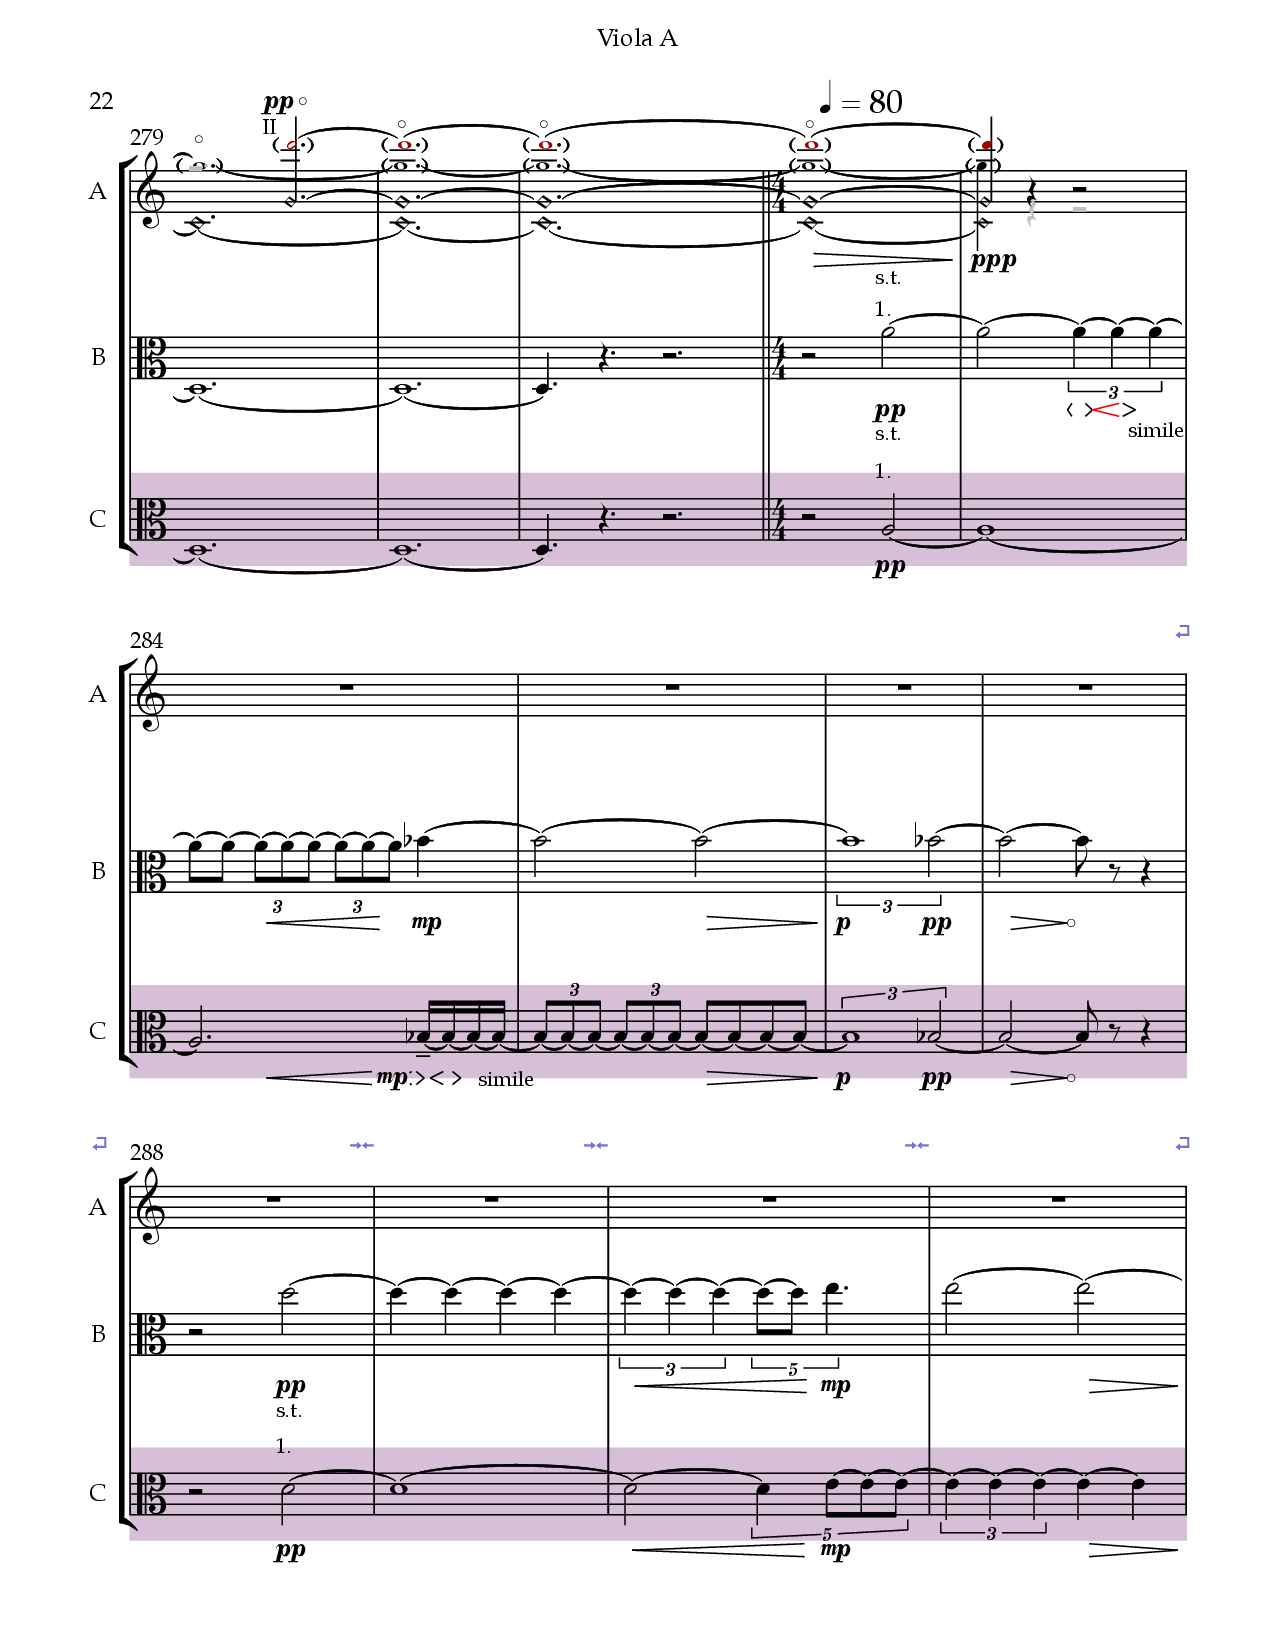 Viola A
22
♩ = 80
pp
II
279
A
ppp
s.t.
1.
B
3
pp
simile
s.t.
1.
C
pp
284
A
B
3 3
3
mp p pp
3 3 3
C
mp simile p pp
288
A
B
3 5
pp mp
s.t.
1.
C
5 3
pp mp